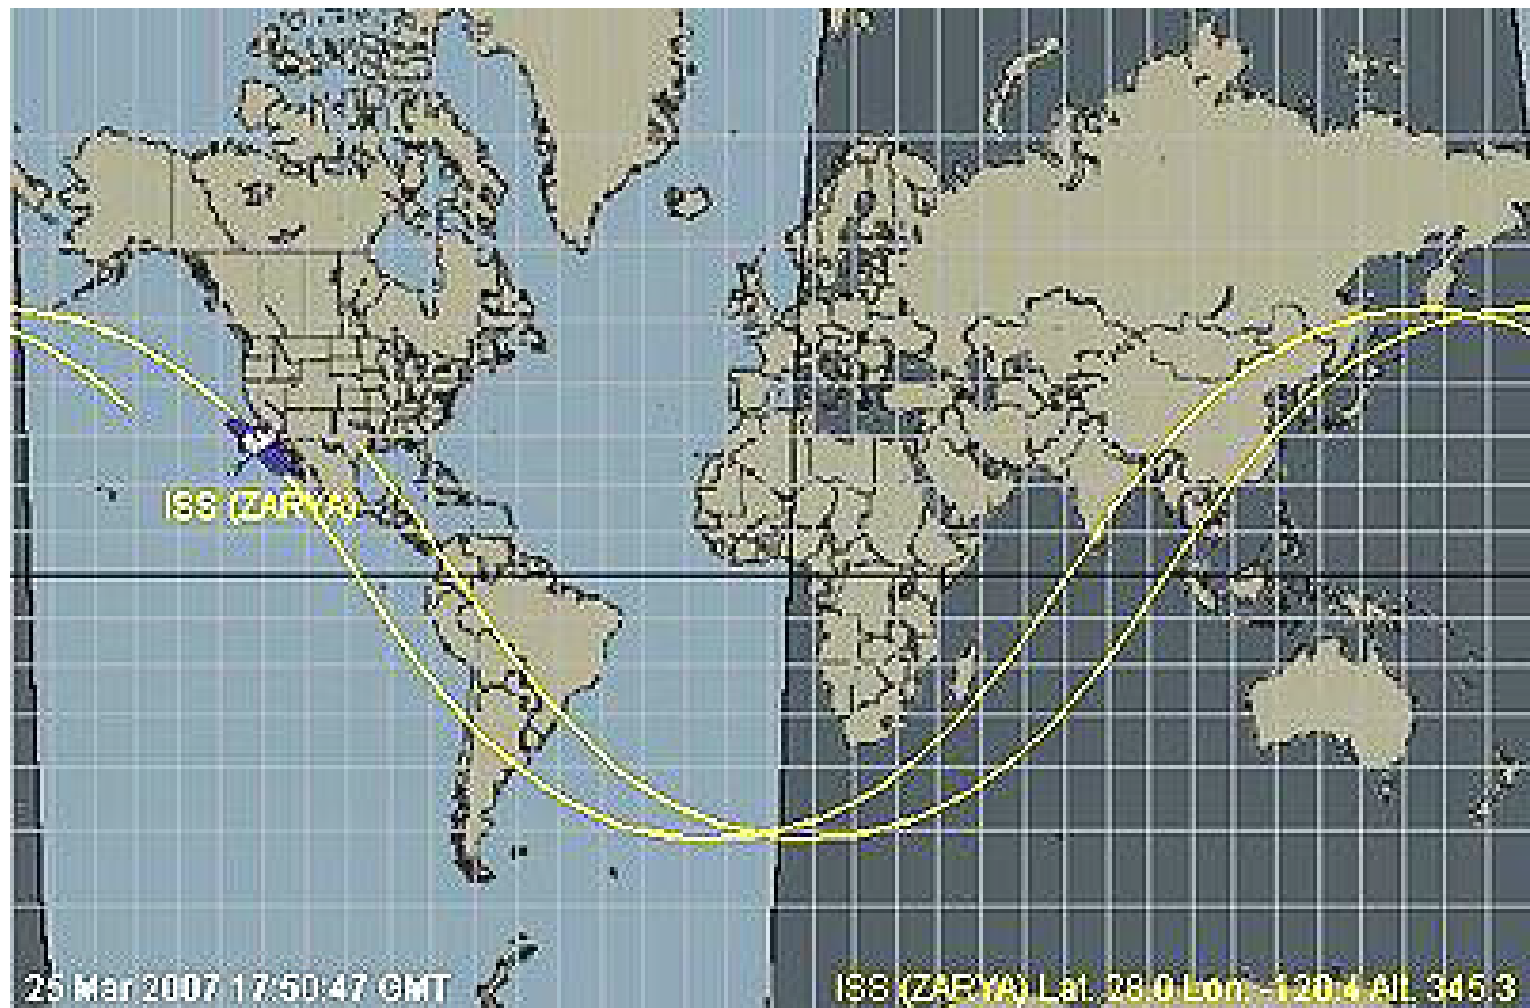 ISS (ZARYA)
25 Mar 2007 17:50:47 GMT
ISS (ZARYA) Lat. 28.0 Lon: -120.4 Alt. 345.3